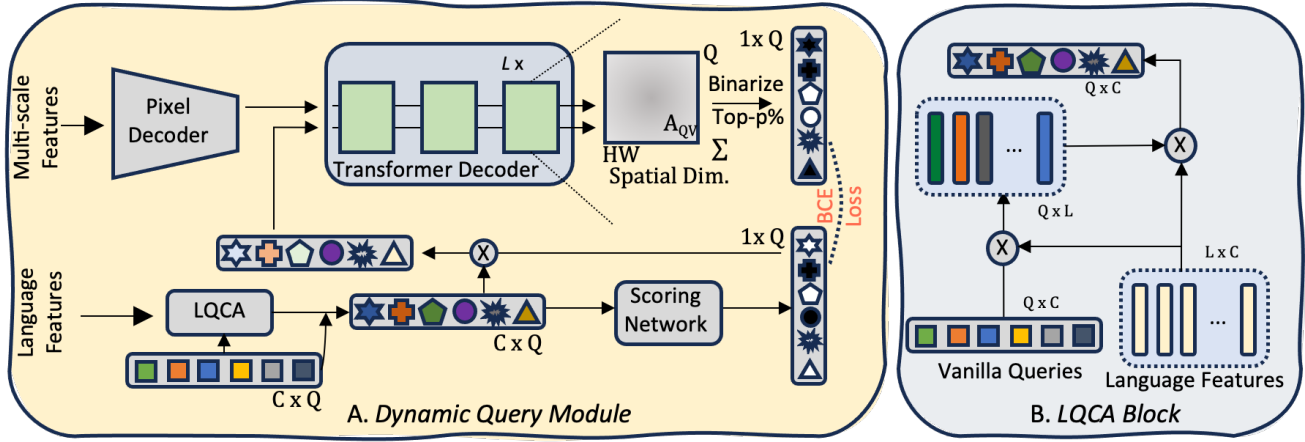 Multi-scale
Features
Pixel
Decoder
L x
Transformer Decoder
Q
A_QV
HW
Spatial Dim.
Binarize
Top-p%
Σ
1x Q
BCE
Loss
1x Q
X
Language
Features
LQCA
C x Q
C x Q
Scoring
Network
A. Dynamic Query Module
Q x C
...
X
Q x L
X
L x C
Q x C
...
Vanilla Queries
Language Features
B. LQCA Block